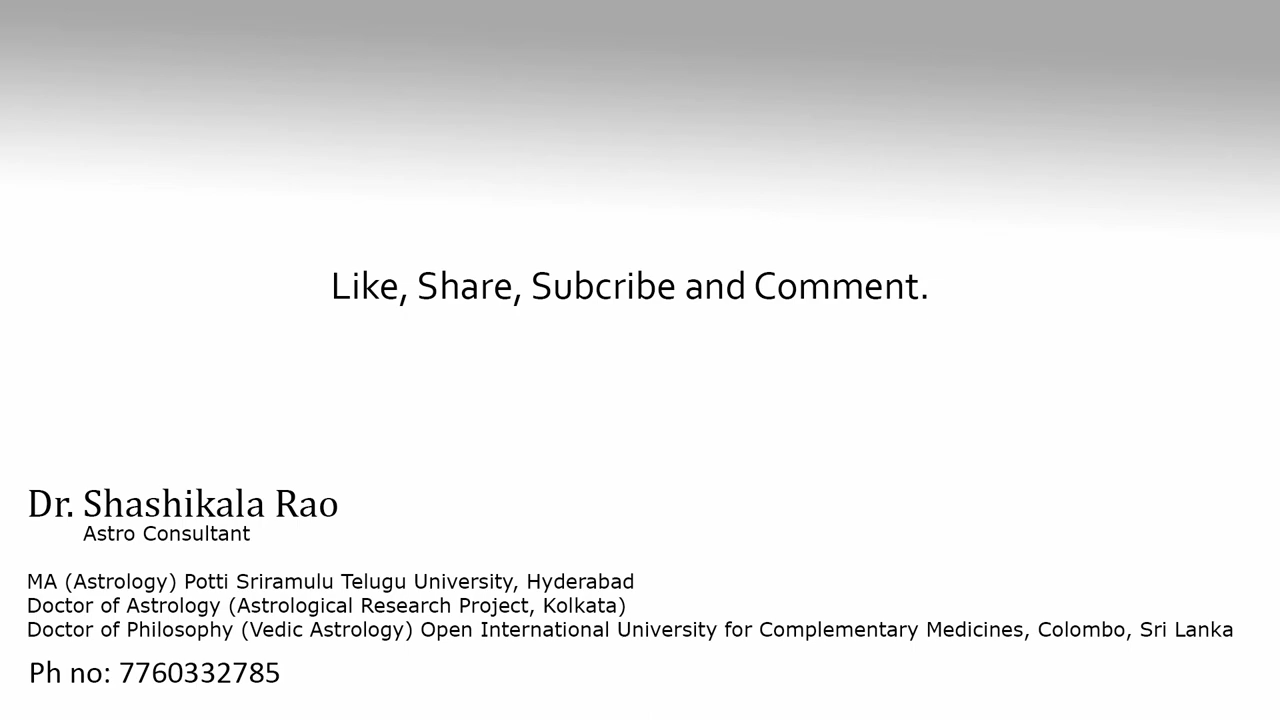 Like, Share, Subcribe and Comment.
Dr. Shashikala Rao
Astro Consultant
MA (Astrology) Potti Sriramulu Telugu University, Hyderabad
Doctor of Astrology (Astrological Research Project, Kolkata)
Doctor of Philosophy (Vedic Astrology) Open International University for Complementary Medicines, Colombo, Sri Lanka
Ph no: 7760332785